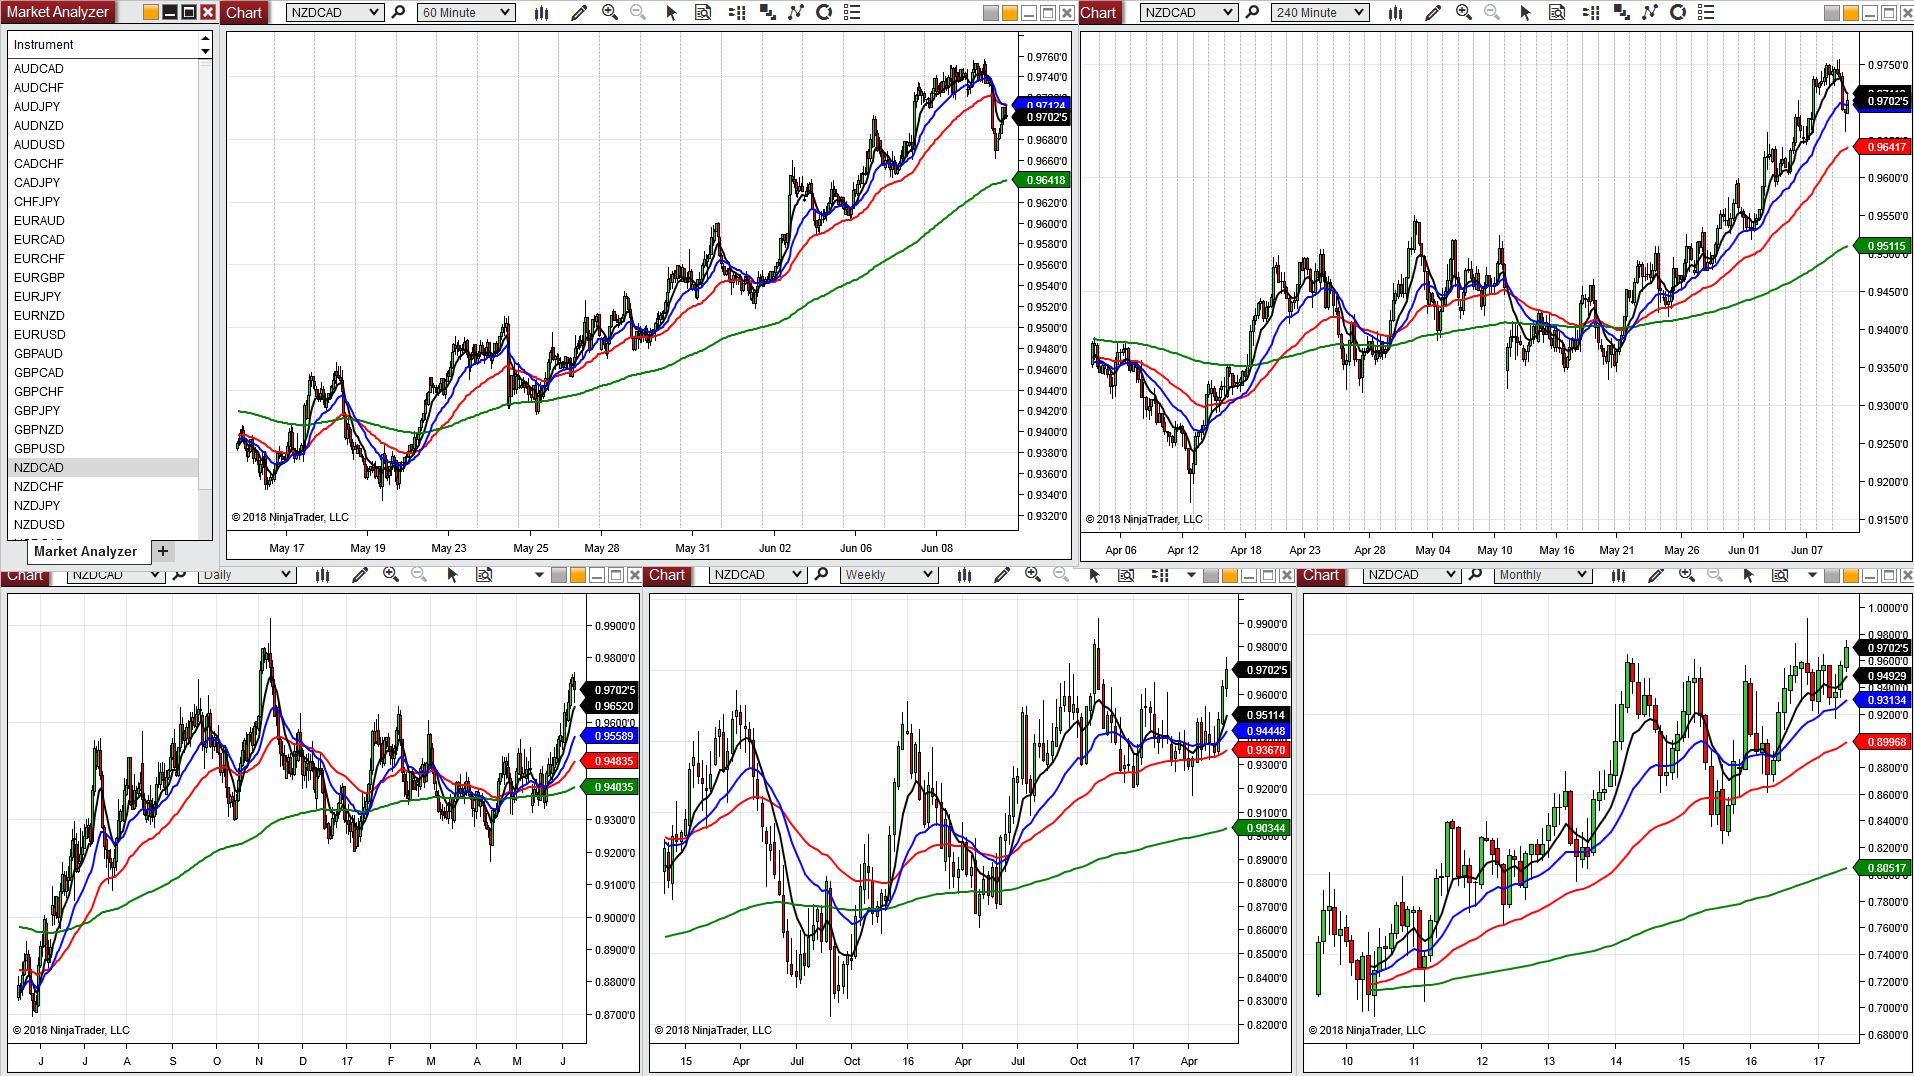 Market Analyzer
Instrument
AUDCAD
AUDCHF
AUDJPY
AUDNZD
AUDUSD
CADCHF
CADJPY
CHFJPY
EURAUD
EURCAD
EURCHF
EURGBP
EURJPY
EURNZD
EURUSD
GBPAUD
GBPCAD
GBPCHF
GBPJPY
GBPNZD
GBPUSD
NZDCAD
NZDCHF
NZDJPY
NZDUSD
Market Analyzer +
Chart NZDCAD 60 Minute
0.9760'0
0.9740'0
0.97124
0.9702'5
0.9680'0
0.9660'0
0.96418
0.9620'0
0.9600'0
0.9580'0
0.9560'0
0.9540'0
0.9520'0
0.9500'0
0.9480'0
0.9460'0
0.9440'0
0.9420'0
0.9400'0
0.9380'0
0.9360'0
0.9340'0
0.9320'0
© 2018 NinjaTrader, LLC
May 17 May 19 May 23 May 25 May 28 May 31 Jun 02 Jun 06 Jun 08
Chart NZDCAD 240 Minute
0.9750'0
0.9702'5
0.96417
0.9600'0
0.9550'0
0.95115
0.9500'0
0.9450'0
0.9400'0
0.9350'0
0.9300'0
0.9250'0
0.9200'0
0.9150'0
© 2018 NinjaTrader, LLC
Apr 06 Apr 12 Apr 18 Apr 23 Apr 28 May 04 May 10 May 16 May 21 May 26 Jun 01 Jun 07
Chart NZDCAD Daily
0.9900'0
0.9800'0
0.9702'5
0.96520
0.9600'0
0.95589
0.94835
0.94035
0.9300'0
0.9200'0
0.9100'0
0.9000'0
0.8900'0
0.8800'0
0.8700'0
© 2018 NinjaTrader, LLC
J J A S O N D 17 F M A M J
Chart NZDCAD Weekly
0.9900'0
0.9800'0
0.9702'5
0.9600'0
0.95114
0.94448
0.93670
0.9300'0
0.9200'0
0.9100'0
0.90344
0.9000'0
0.8900'0
0.8800'0
0.8700'0
0.8600'0
0.8500'0
0.8400'0
0.8300'0
0.8200'0
© 2018 NinjaTrader, LLC
15 Apr Jul Oct 16 Apr Jul Oct 17 Apr
Chart NZDCAD Monthly
1.0000'0
0.9800'0
0.9702'5
0.9600'0
0.94929
0.9400'0
0.93134
0.9200'0
0.89968
0.8800'0
0.8600'0
0.8400'0
0.8200'0
0.80517
0.8000'0
0.7800'0
0.7600'0
0.7400'0
0.7200'0
0.7000'0
0.6800'0
© 2018 NinjaTrader, LLC
10 11 12 13 14 15 16 17